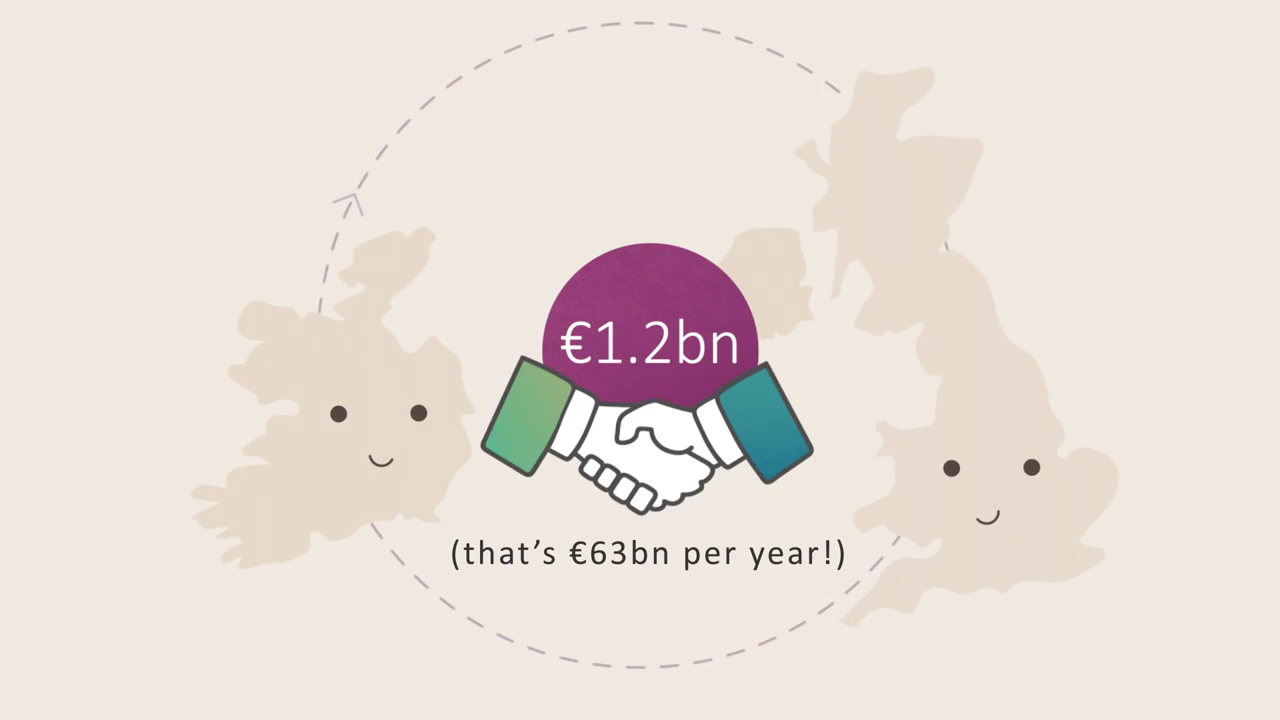 €1.2bn
(that’s €63bn per year!)